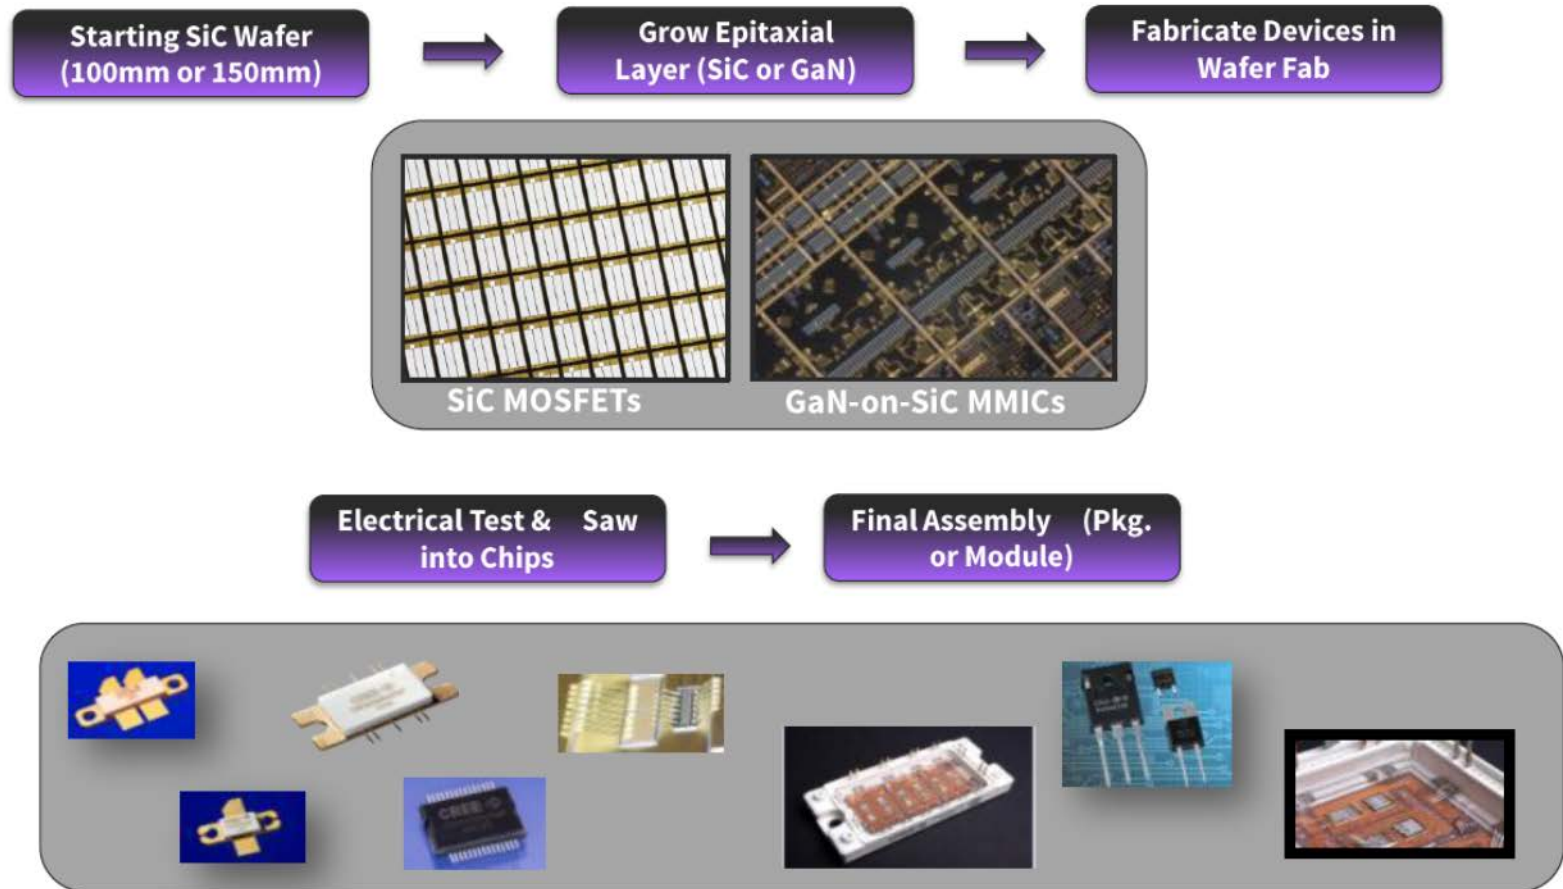 Starting SiC Wafer
(100mm or 150mm)
Grow Epitaxial
Layer (SiC or GaN)
Fabricate Devices in
Wafer Fab
SiC MOSFETs
GaN-on-SiC MMICs
Electrical Test & Saw
into Chips
Final Assembly (Pkg.
or Module)
CREE